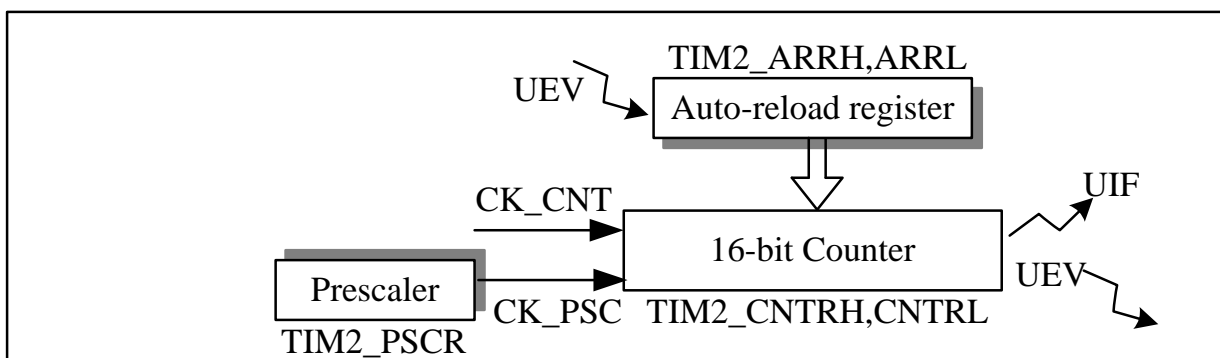 TIM2_ARRH,ARRL
UEV
Auto-reload register
UIF
CK_CNT
16-bit Counter
UEV
Prescaler
CK_PSC
TIM2_CNTRH,CNTRL
TIM2_PSCR